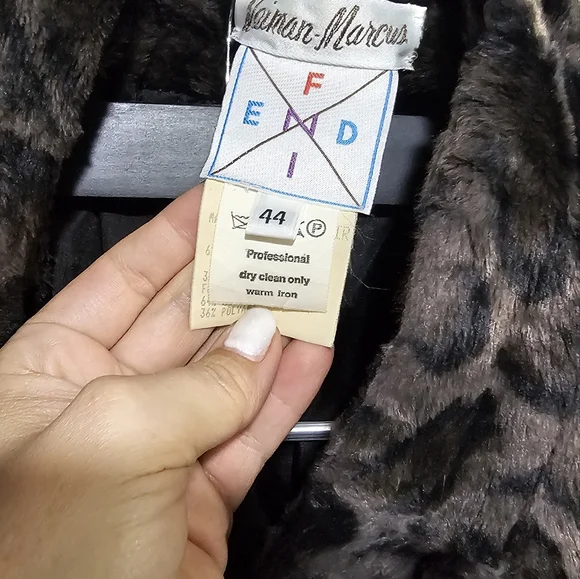 Neiman-Marcus
F
E N D
I
44
P
Professional
dry clean only
warm iron
36% POLY